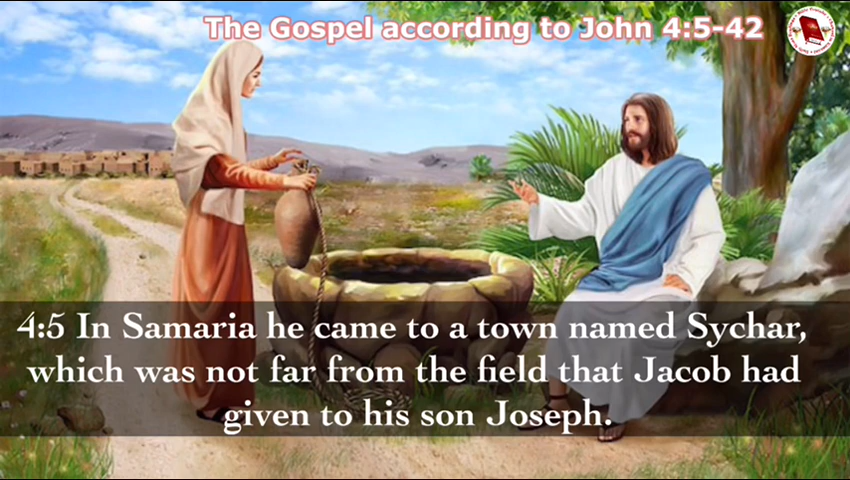 The Gospel according to John 4:5-42
4:5 In Samaria he came to a town named Sychar,
which was not far from the field that Jacob had
given to his son Joseph.